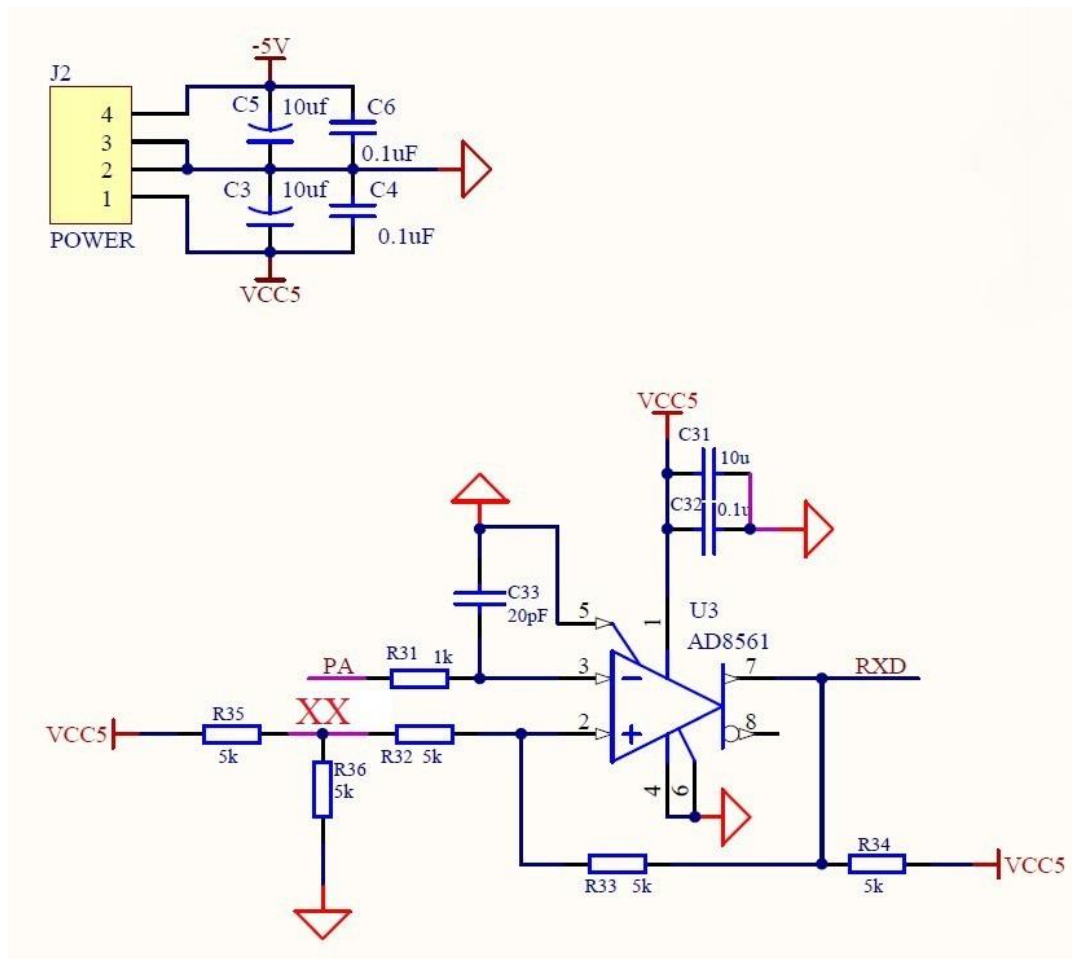 -5V
J2
C5 10uf C6
4
3
0.1uF
2
C3 10uf C4
1
0.1uF
POWER
VCC5
VCC5
C31
10u
C32 0.1u
C33
20pF
5
1
U3
AD8561
PA R31 1k 3 − 7 RXD
XX
VCC5 R35 2 + 8
5k R32 5k
R36
5k
4 6
R34
VCC5
R33 5k 5k